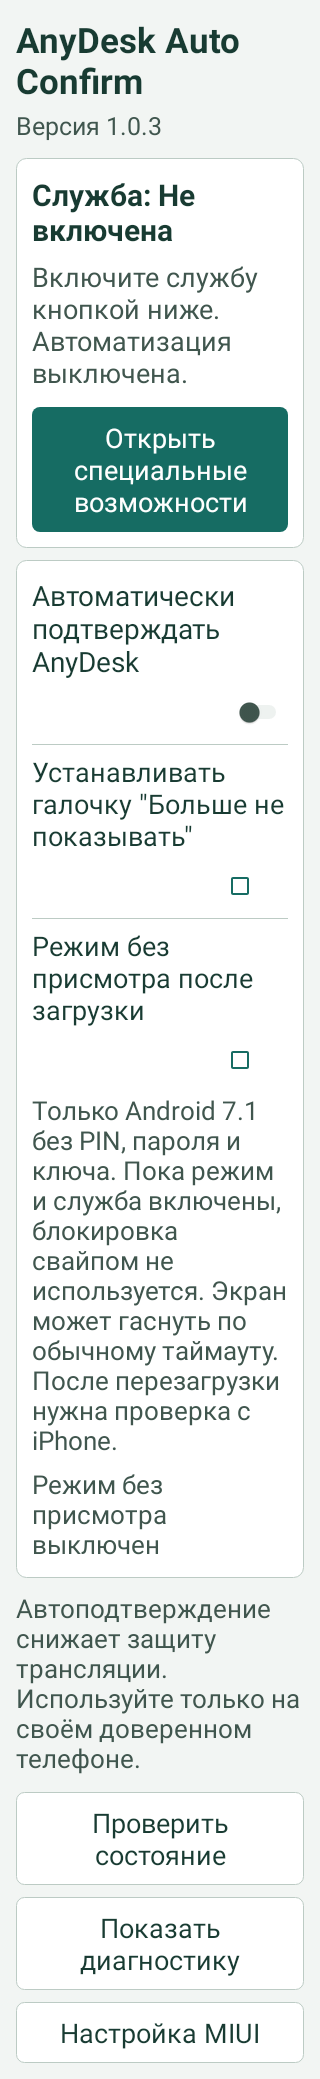 AnyDesk Auto
Confirm
Версия 1.0.3
Служба: Не
включена
Включите службу
кнопкой ниже.
Автоматизация
выключена.
Открыть
специальные
возможности
Автоматически
подтверждать
AnyDesk
Устанавливать
галочку "Больше не
показывать"
Режим без
присмотра после
загрузки
Только Android 7.1
без PIN, пароля и
ключа. Пока режим
и служба включены,
блокировка
свайпом не
используется. Экран
может гаснуть по
обычному таймауту.
После перезагрузки
нужна проверка с
iPhone.
Режим без
присмотра
выключен
Автоподтверждение
снижает защиту
трансляции.
Используйте только на
своём доверенном
телефоне.
Проверить
состояние
Показать
диагностику
Настройка MIUI